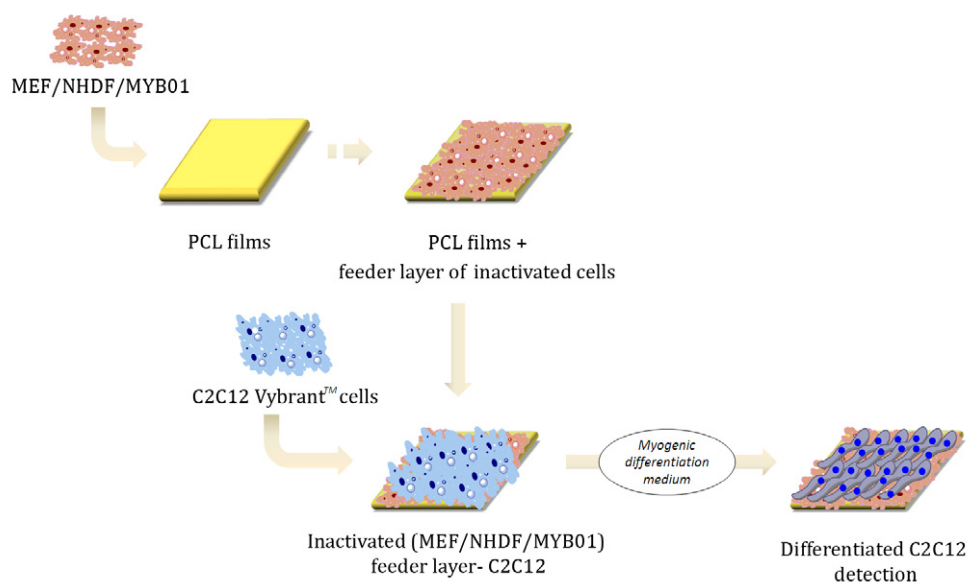 MEF/NHDF/MYB01
PCL films
PCL films +
feeder layer of inactivated cells
C2C12 Vybrant™ cells
Myogenic
differentiation
medium
Inactivated (MEF/NHDF/MYB01)
feeder layer- C2C12
Differentiated C2C12
detection